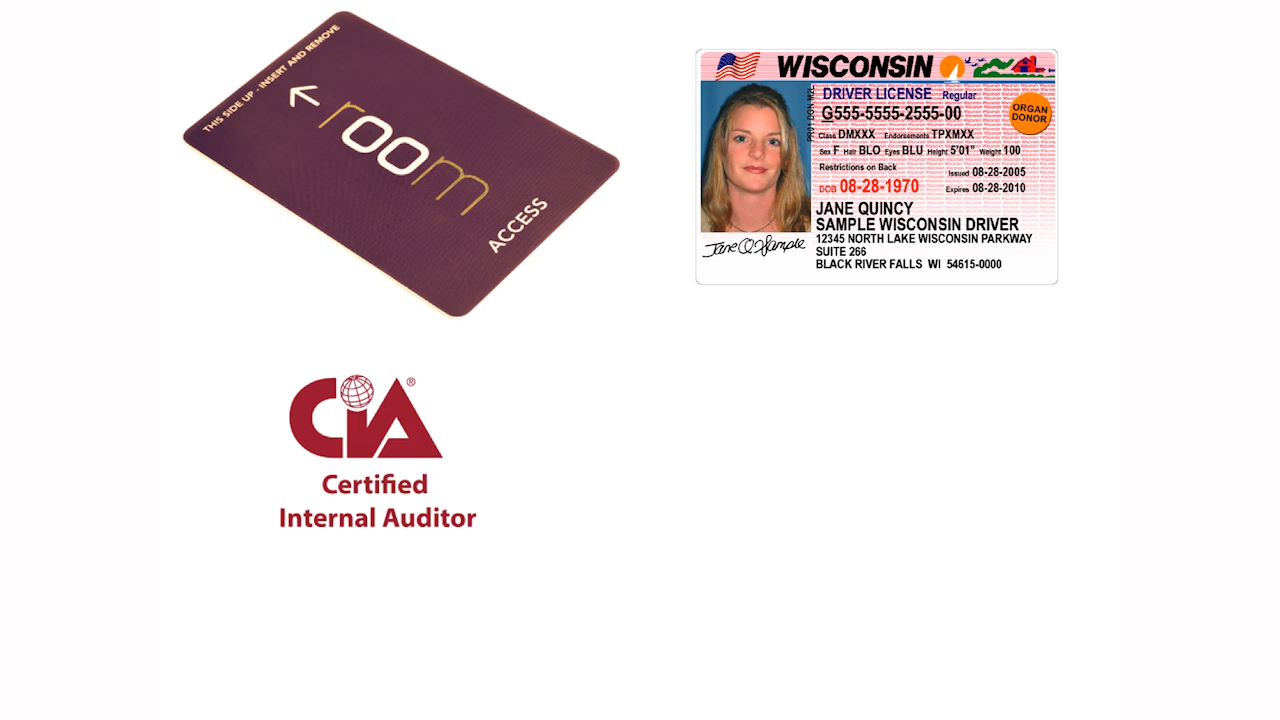 THIS SIDE UP - INSERT AND REMOVE
room
ACCESS
WISCONSIN
DRIVER LICENSE Regular
G555-5555-2555-00
ORGAN
DONOR
Class DMXXX Endorsements TPXMXX
Sex F Hair BLO Eyes BLU Height 5'01" Weight 100
Restrictions on Back
Issued 08-28-2005
DOB 08-28-1970
Expires 08-28-2010
JANE QUINCY
SAMPLE WISCONSIN DRIVER
12345 NORTH LAKE WISCONSIN PARKWAY
SUITE 266
BLACK RIVER FALLS WI 54615-0000
Jane Q Sample
CIA®
Certified
Internal Auditor